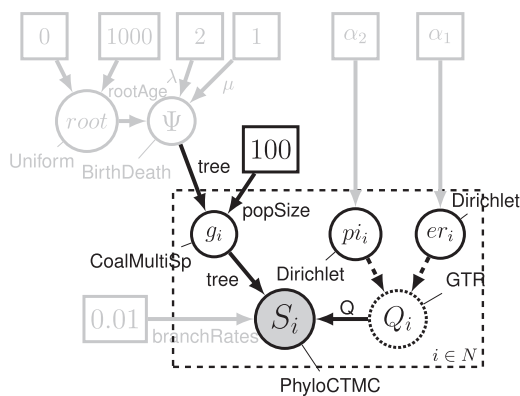 0
1000
2
1
α₂
α₁
rootAge
λ
μ
root
Ψ
Uniform
BirthDeath
tree
100
popSize
Dirichlet
gᵢ
piᵢ
erᵢ
CoalMultiSp
tree
Dirichlet
GTR
0.01
branchRates
Sᵢ
Q
Qᵢ
i ∈ N
PhyloCTMC